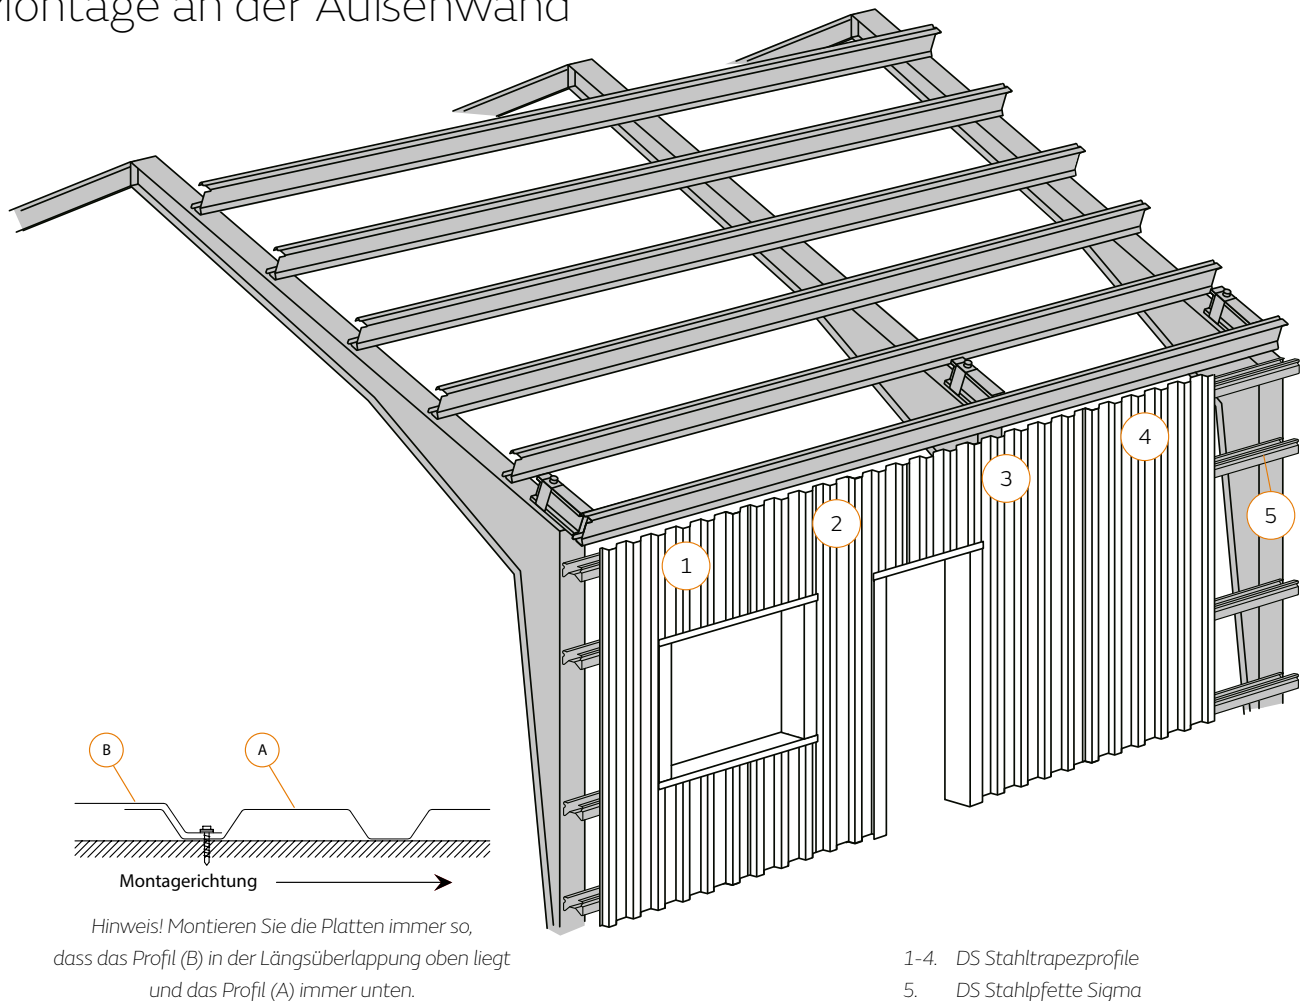 Montage an der Außenwand
1
2
3
4
5
B
A
Montagerichtung
Hinweis! Montieren Sie die Platten immer so,
dass das Profil (B) in der Längsüberlappung oben liegt
und das Profil (A) immer unten.
1-4. DS Stahltrapezprofile
5. DS Stahlpfette Sigma